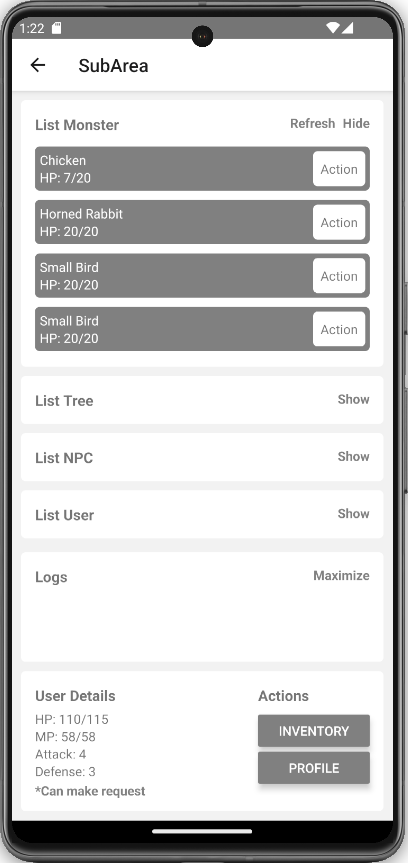 1:22
SubArea
List Monster Refresh Hide
Chicken
HP: 7/20
Action
Horned Rabbit
HP: 20/20
Action
Small Bird
HP: 20/20
Action
Small Bird
HP: 20/20
Action
List Tree Show
List NPC Show
List User Show
Logs Maximize
User Details
HP: 110/115
MP: 58/58
Attack: 4
Defense: 3
*Can make request
Actions
INVENTORY
PROFILE